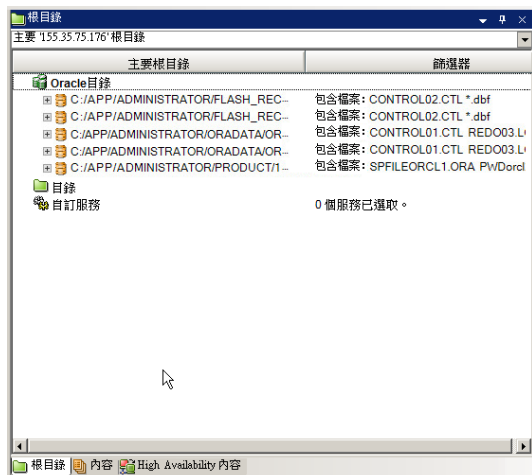 根目錄
主要 '155.35.75.176' 根目錄
主要根目錄 篩選器
Oracle目錄
C:/APP/ADMINISTRATOR/FLASH_REC... 包含檔案: CONTROL02.CTL *.dbf
C:/APP/ADMINISTRATOR/FLASH_REC... 包含檔案: CONTROL02.CTL *.dbf
C:/APP/ADMINISTRATOR/ORADATA/OR... 包含檔案: CONTROL01.CTL REDO03.L
C:/APP/ADMINISTRATOR/ORADATA/OR... 包含檔案: CONTROL01.CTL REDO03.L
C:/APP/ADMINISTRATOR/PRODUCT/1... 包含檔案: SPFILEORCL1.ORA PWDorcl
目錄
自訂服務 0 個服務已選取。
根目錄 內容 High Availability 內容